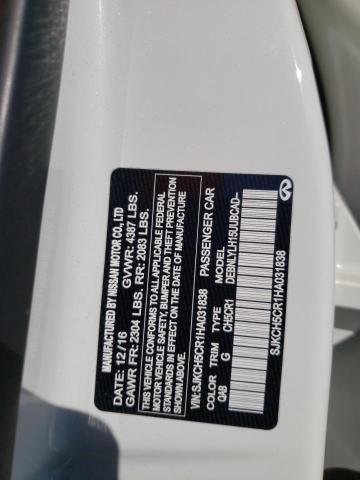 MANUFACTURED BY NISSAN MOTOR CO., LTD
DATE: 12/16 GVWR: 4387 LBS.
GAWR FR: 2304 LBS. RR: 2083 LBS.
THIS VEHICLE CONFORMS TO ALL APPLICABLE FEDERAL
MOTOR VEHICLE SAFETY, BUMPER AND THEFT PREVENTION
STANDARDS IN EFFECT ON THE DATE OF MANUFACTURE
SHOWN ABOVE.
VIN:SJKCH5CR1HA031838 PASSENGER CAR
COLOR TRIM TYPE MODEL
QAB G CH5CR1 DEBNLYLH15UUBCAD--
SJKCH5CR1HA031838